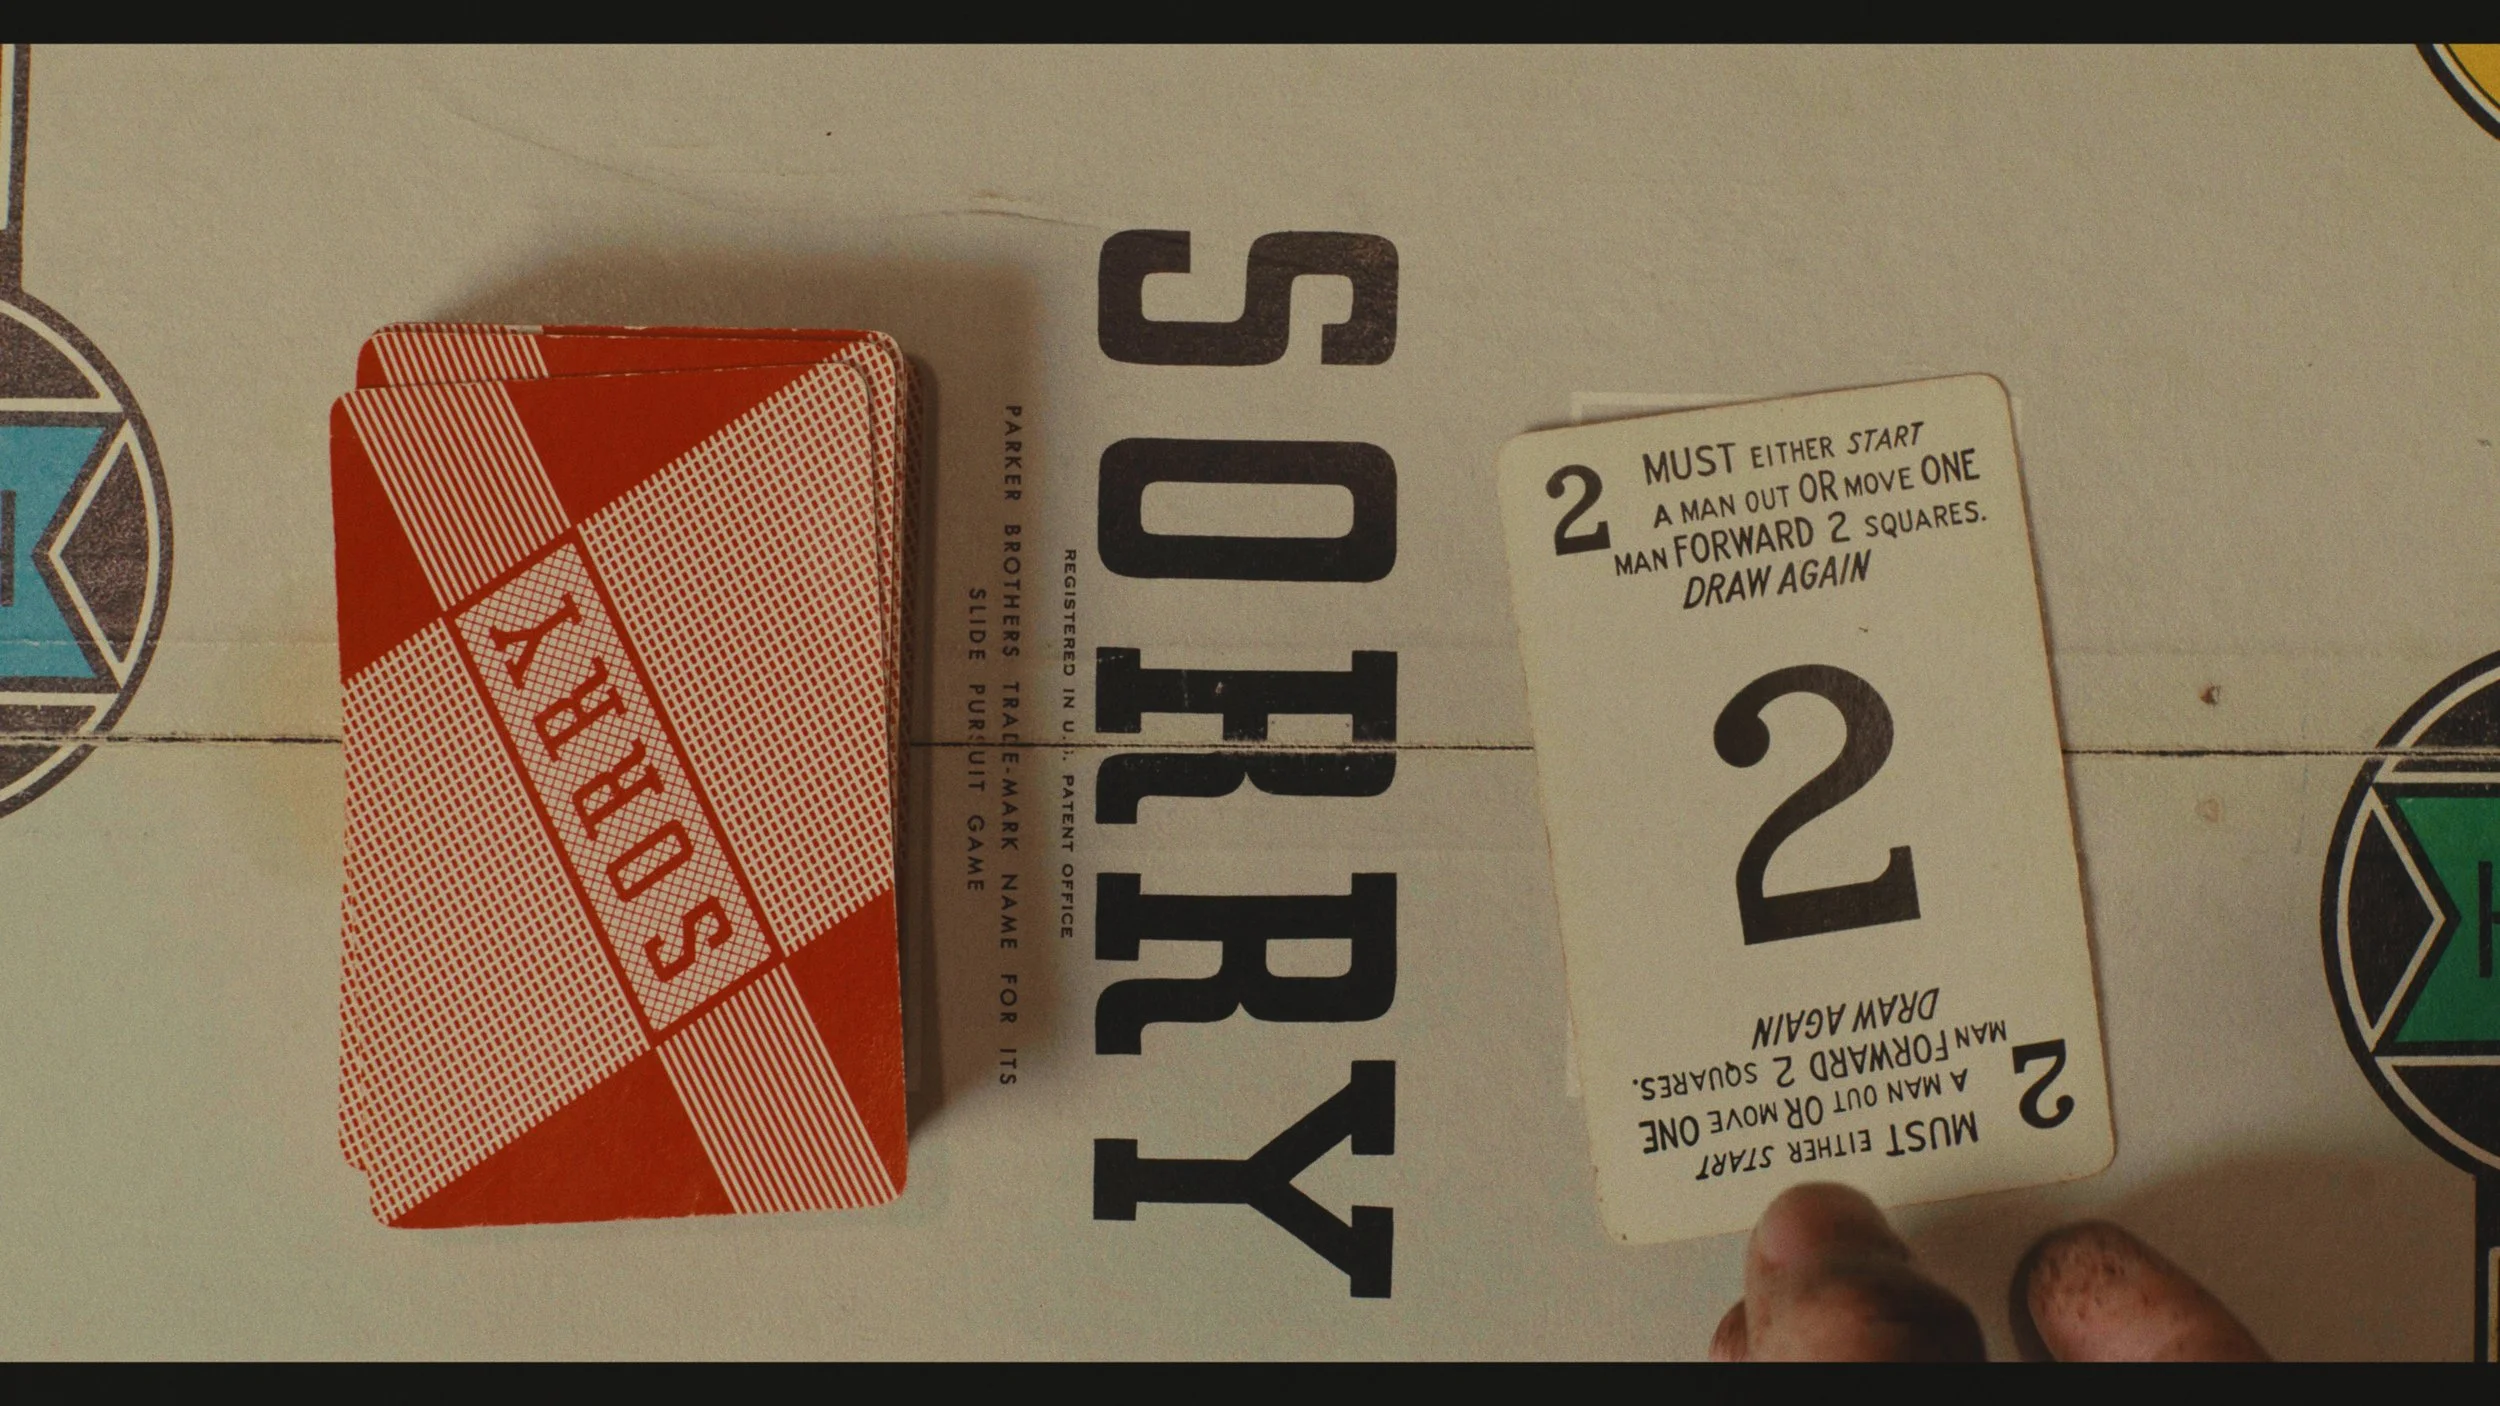 SORRY
SORRY
REGISTERED IN U.S. PATENT OFFICE
PARKER BROTHERS TRADE-MARK NAME FOR ITS
SLIDE PURSUIT GAME
2
MUST EITHER START
A MAN OUT OR MOVE ONE
MAN FORWARD 2 SQUARES.
DRAW AGAIN
2
2
MUST EITHER START
A MAN OUT OR MOVE ONE
MAN FORWARD 2 SQUARES.
DRAW AGAIN